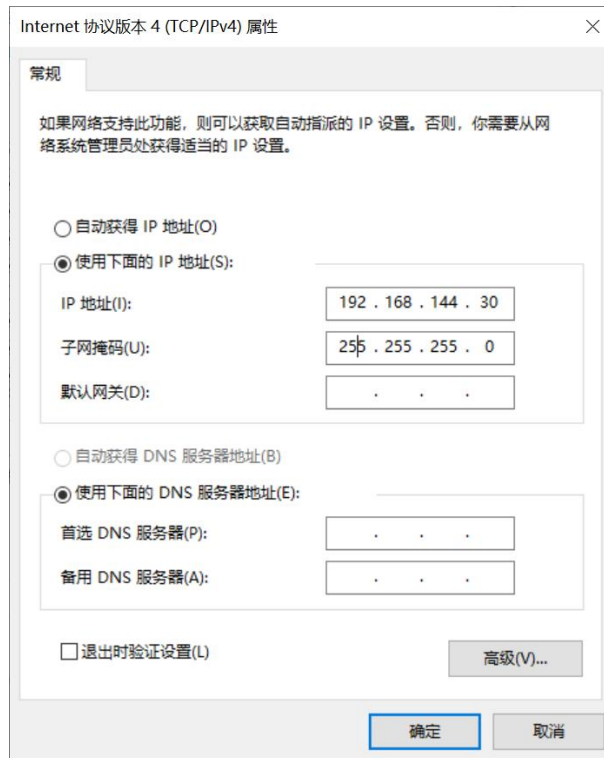 Internet 协议版本 4 (TCP/IPv4) 属性
常规
如果网络支持此功能，则可以获取自动指派的 IP 设置。否则，你需要从网
络系统管理员处获得适当的 IP 设置。
自动获得 IP 地址(O)
使用下面的 IP 地址(S):
IP 地址(I):
192 . 168 . 144 . 30
子网掩码(U):
255 . 255 . 255 . 0
默认网关(D):
. . .
自动获得 DNS 服务器地址(B)
使用下面的 DNS 服务器地址(E):
首选 DNS 服务器(P):
. . .
备用 DNS 服务器(A):
. . .
退出时验证设置(L)
高级(V)...
确定
取消